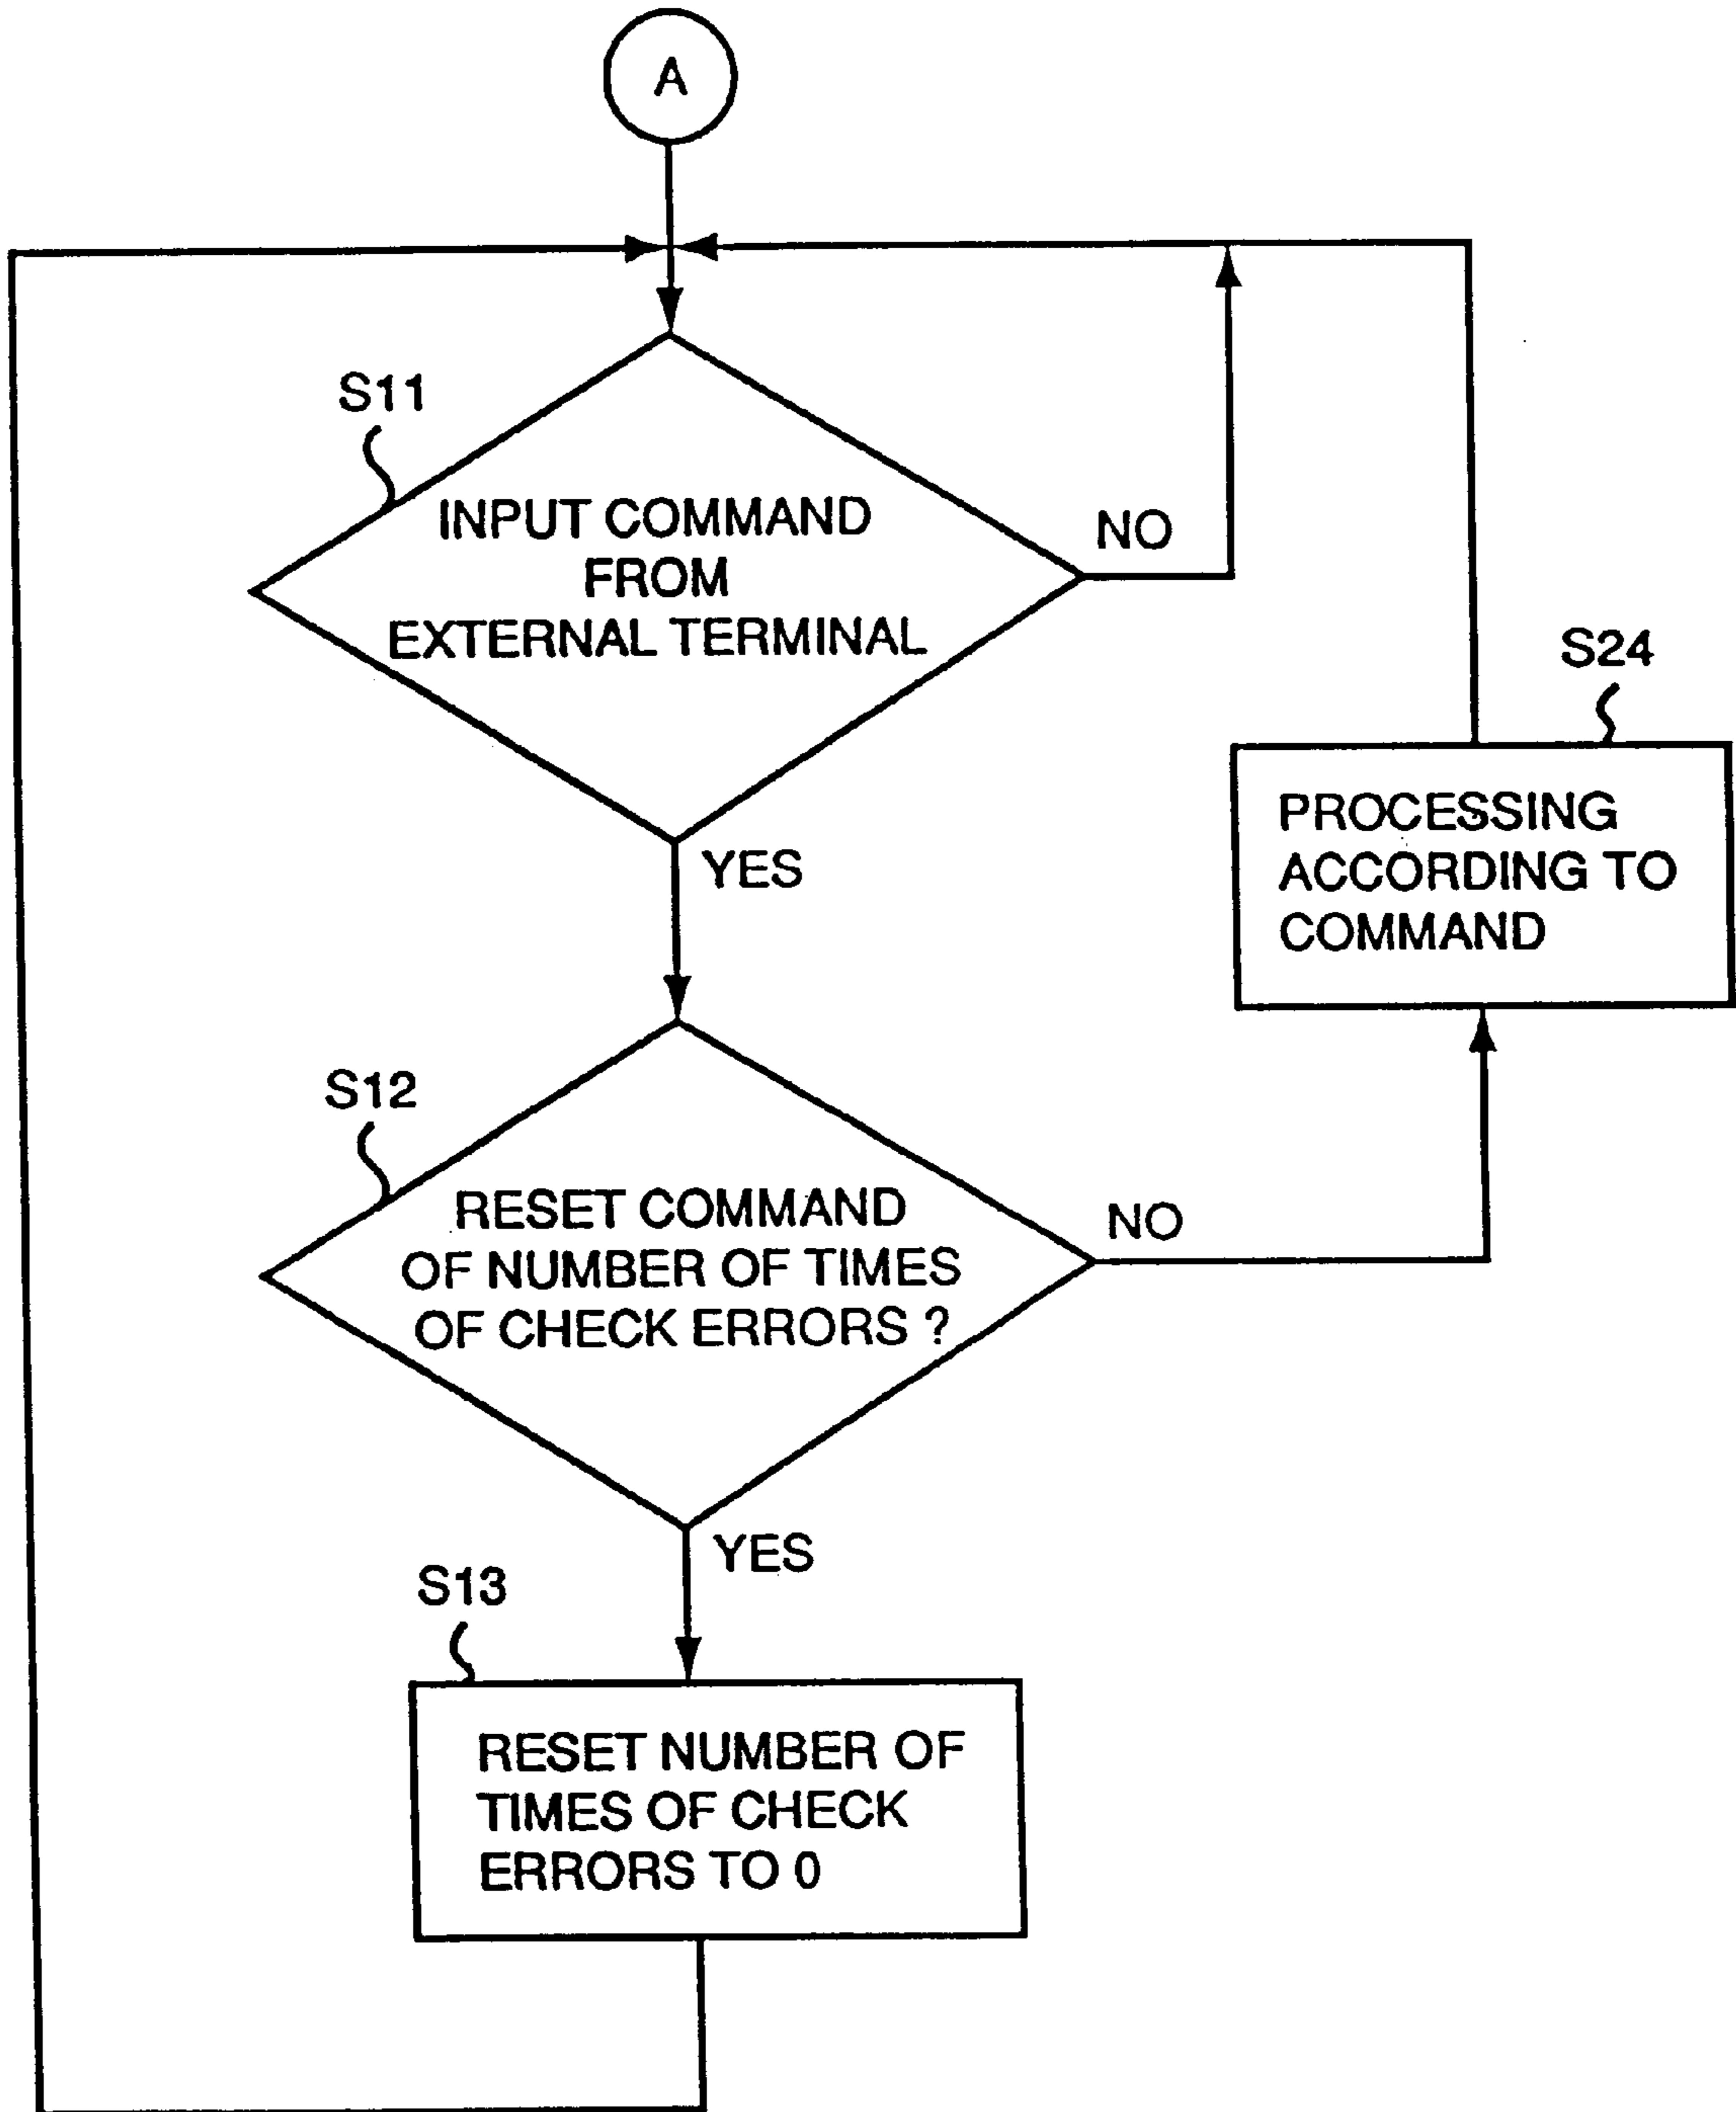 A
S11
INPUT COMMAND
FROM
EXTERNAL TERMINAL
NO
YES
S24
PROCESSING
ACCORDING TO
COMMAND
S12
RESET COMMAND
OF NUMBER OF TIMES
OF CHECK ERRORS ?
NO
YES
S13
RESET NUMBER OF
TIMES OF CHECK
ERRORS TO 0